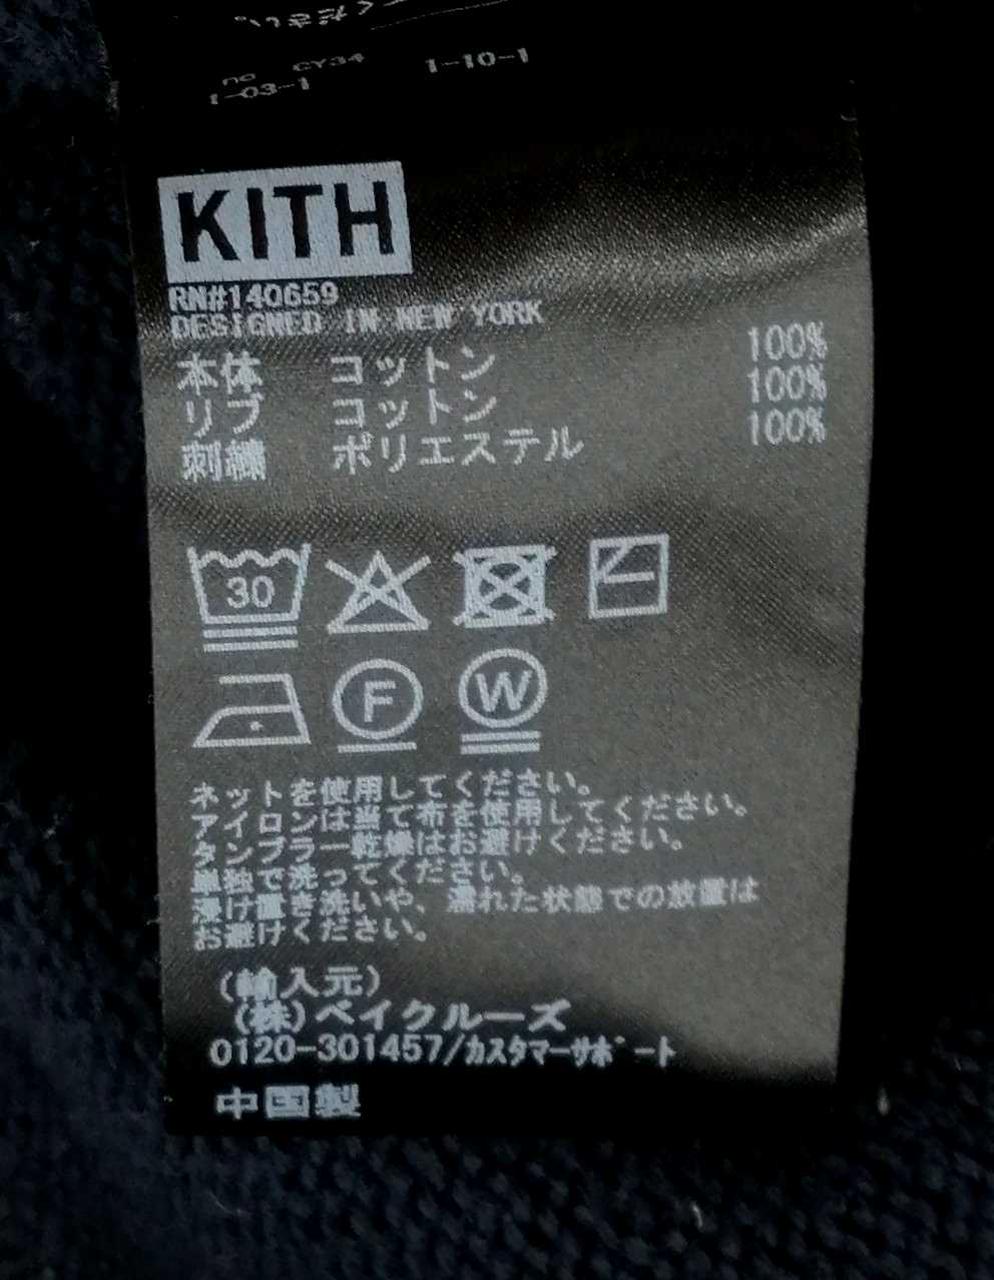 no CY34
1-03-1 1-10-1
KITH
RN#140659
DESIGNED IN NEW YORK
本体 コットン 100%
リブ コットン 100%
刺繍 ポリエステル 100%
30
F
W
ネットを使用してください。
アイロンは当て布を使用してください。
タンブラー乾燥はお避けください。
単独で洗ってください。
浸け置き洗いや、濡れた状態での放置は
お避けください。
(輸入元)
(株)ベイクルーズ
0120-301457/ｶｽﾀﾏｰｻﾎﾟｰﾄ
中国製